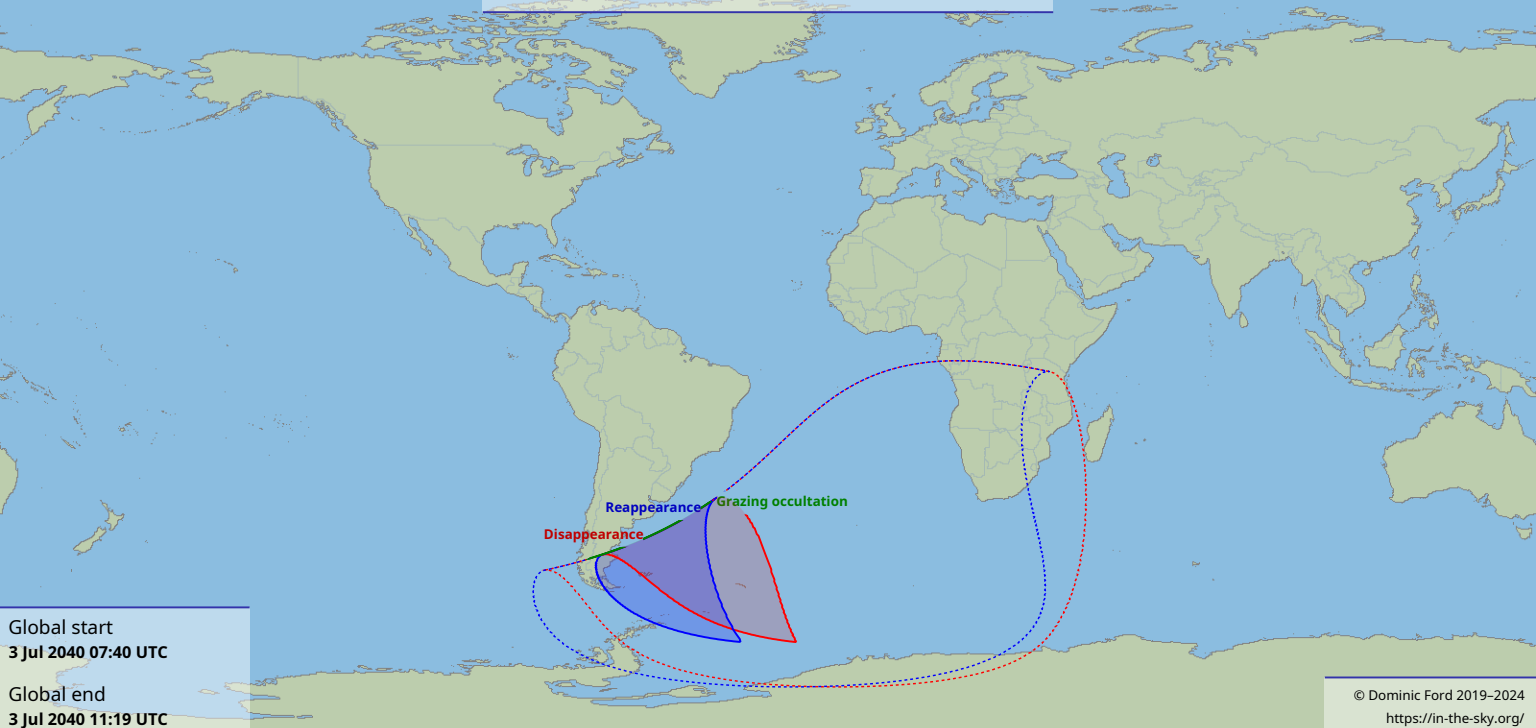 Reappearance
Grazing occultation
Disappearance
Global start
3 Jul 2040 07:40 UTC
Global end
3 Jul 2040 11:19 UTC
© Dominic Ford 2019–2024
https://in-the-sky.org/